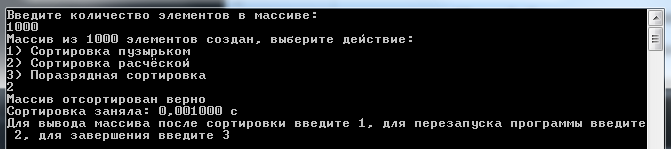 Введите количество элементов в массиве:
1000
Массив из 1000 элементов создан, выберите действие:
1) Сортировка пузырьком
2) Сортировка расчёской
3) Поразрядная сортировка
2
Массив отсортирован верно
Сортировка заняла: 0,001000 с
Для вывода массива после сортировки введите 1, для перезапуска программы введите
 2, для завершения введите 3